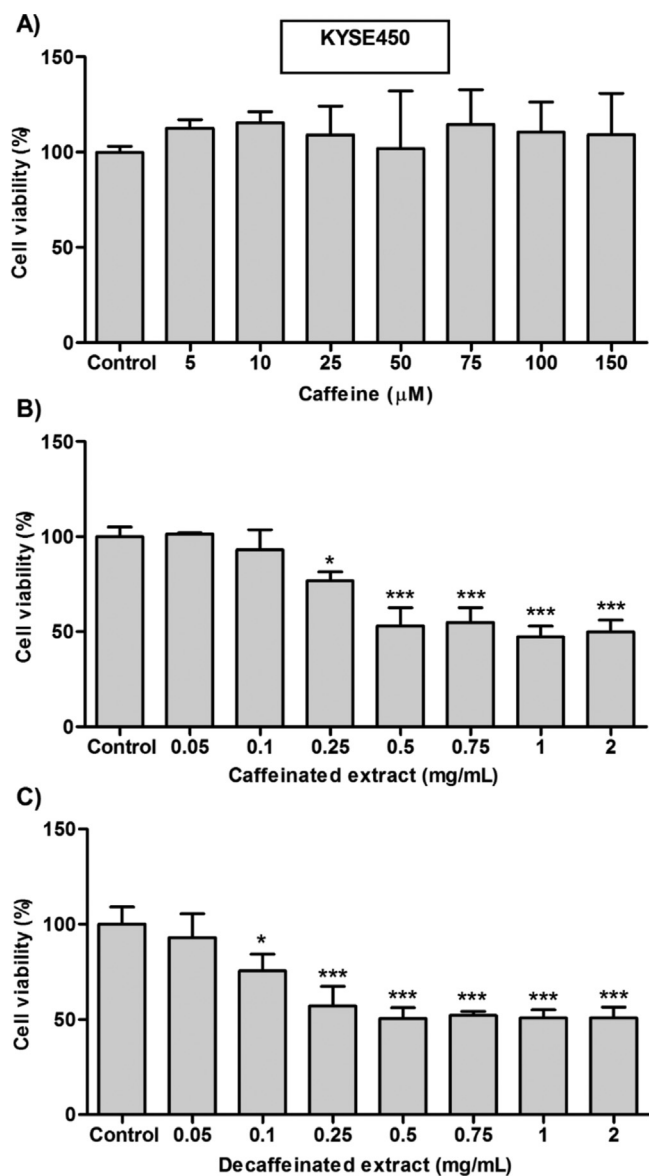 A)
KYSE450
150
100
50
0
Cell viability (%)
Control 5 10 25 50 75 100 150
Caffeine (μM)
B)
150
100
50
0
Cell viability (%)
*
*** *** *** ***
Control 0.05 0.1 0.25 0.5 0.75 1 2
Caffeinated extract (mg/mL)
C)
150
100
50
0
Cell viability (%)
*
*** *** *** *** ***
Control 0.05 0.1 0.25 0.5 0.75 1 2
Decaffeinated extract (mg/mL)